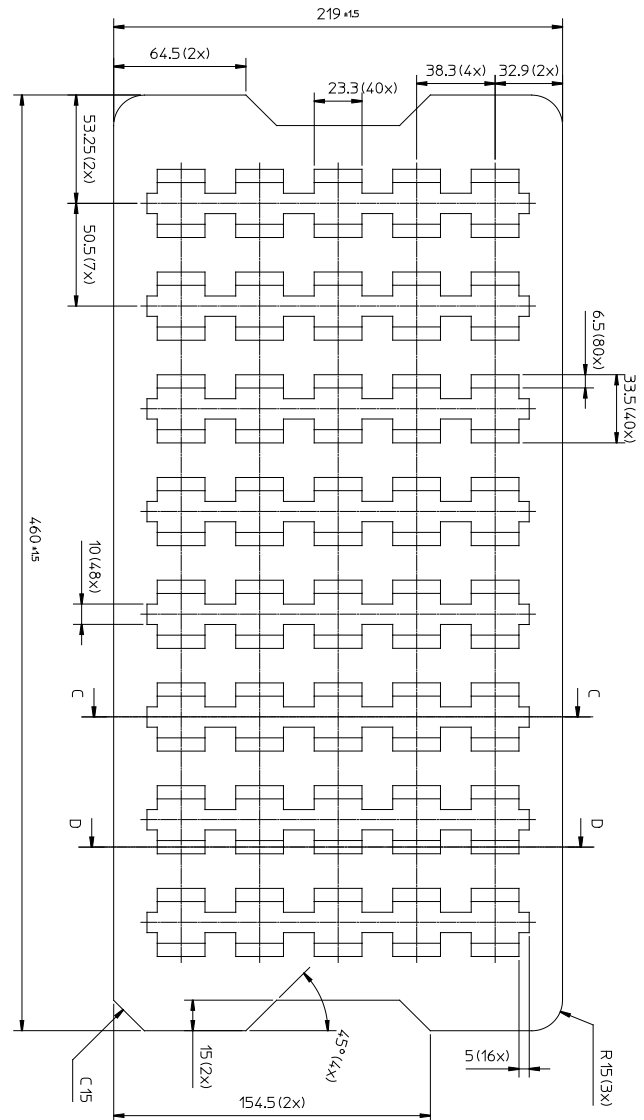 219 ±1.5
64.5 (2x)
38.3 (4x)
32.9 (2x)
23.3 (40x)
53.25 (2x)
50.5 (7x)
6.5 (80x)
33.5 (40x)
460 ±1.5
10 (48x)
C
C
D
D
45° (4x)
15 (2x)
5 (16x)
R 15 (3x)
C 15
154.5 (2x)